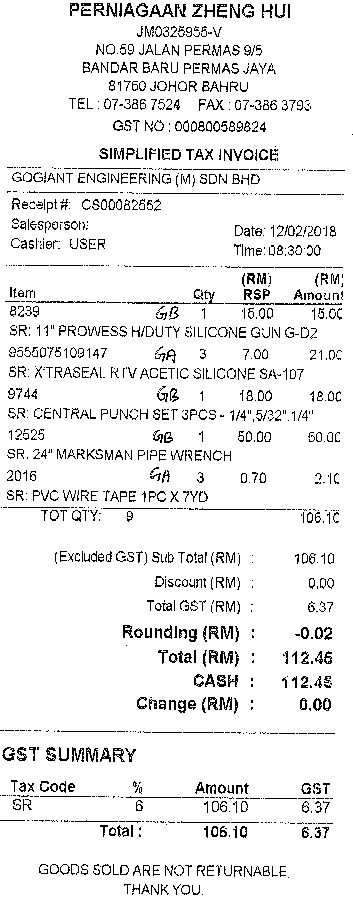 PERNIAGAAN ZHENG HUI
JM0325955-V
NO.59 JALAN PERMAS 9/5
BANDAR BARU PERMAS JAYA
81750 JOHOR BAHRU
TEL : 07-386 7524 FAX : 07-386 3793
GST NO : 000800589824
SIMPLIFIED TAX INVOICE
GOGIANT ENGINEERING (M) SDN BHD
Receipt #: CS00082552
Salesperson: Date: 12/02/2018
Cashier: USER Time: 08:30:00
(RM) (RM)
Item Qty RSP Amount
8239 GB 1 15.00 15.00
SR: 11" PROWESS H/DUTY SILICONE GUN G-D2
9555075109147 GA 3 7.00 21.00
SR: X'TRASEAL RTV ACETIC SILICONE SA-107
9744 GB 1 18.00 18.00
SR: CENTRAL PUNCH SET 3PCS - 1/4",5/32",1/4"
12525 GB 1 50.00 50.00
SR: 24" MARKSMAN PIPE WRENCH
2016 GA 3 0.70 2.10
SR: PVC WIRE TAPE 1PC X 7YD
TOT QTY: 9 106.10
(Excluded GST) Sub Total (RM) : 106.10
Discount (RM) : 0.00
Total GST (RM) : 6.37
Rounding (RM) : -0.02
Total (RM) : 112.45
CASH : 112.45
Change (RM) : 0.00
GST SUMMARY
Tax Code % Amount GST
SR 6 106.10 6.37
Total : 106.10 6.37
GOODS SOLD ARE NOT RETURNABLE,
THANK YOU.